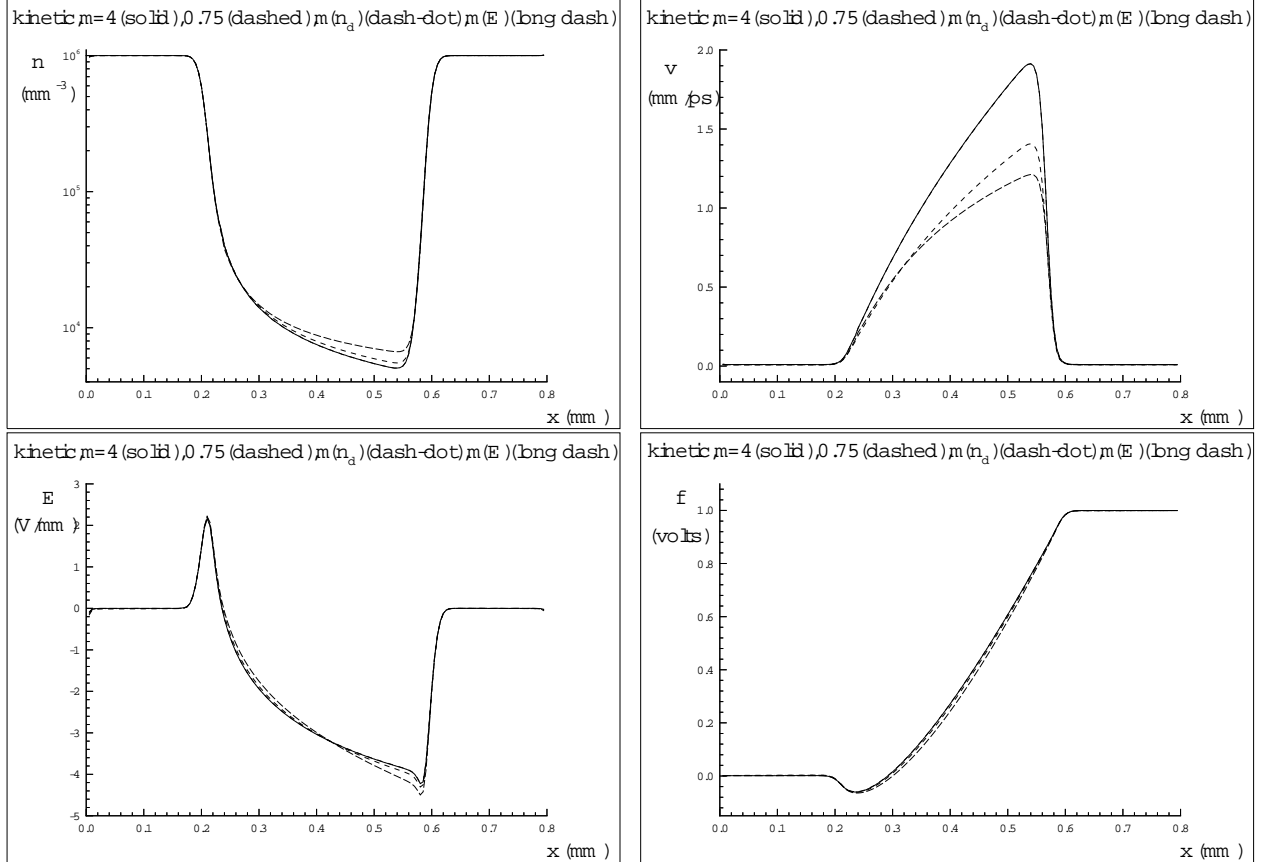 kinetic,m=4 (solid),0.75 (dashed),m(n_d)(dash-dot),m(E)(long dash)
n
(mm^-3)
10^6
10^5
10^4
0.0 0.1 0.2 0.3 0.4 0.5 0.6 0.7 0.8
x (mm)
kinetic,m=4 (solid),0.75 (dashed),m(n_d)(dash-dot),m(E)(long dash)
v
(mm/ps)
2.0
1.5
1.0
0.5
0.0
0.0 0.1 0.2 0.3 0.4 0.5 0.6 0.7 0.8
x (mm)
kinetic,m=4 (solid),0.75 (dashed),m(n_d)(dash-dot),m(E)(long dash)
E
(V/mm)
3
2
1
0
-1
-2
-3
-4
-5
0.0 0.1 0.2 0.3 0.4 0.5 0.6 0.7 0.8
x (mm)
kinetic,m=4 (solid),0.75 (dashed),m(n_d)(dash-dot),m(E)(long dash)
f
(volts)
1.0
0.8
0.6
0.4
0.2
0.0
0.0 0.1 0.2 0.3 0.4 0.5 0.6 0.7 0.8
x (mm)